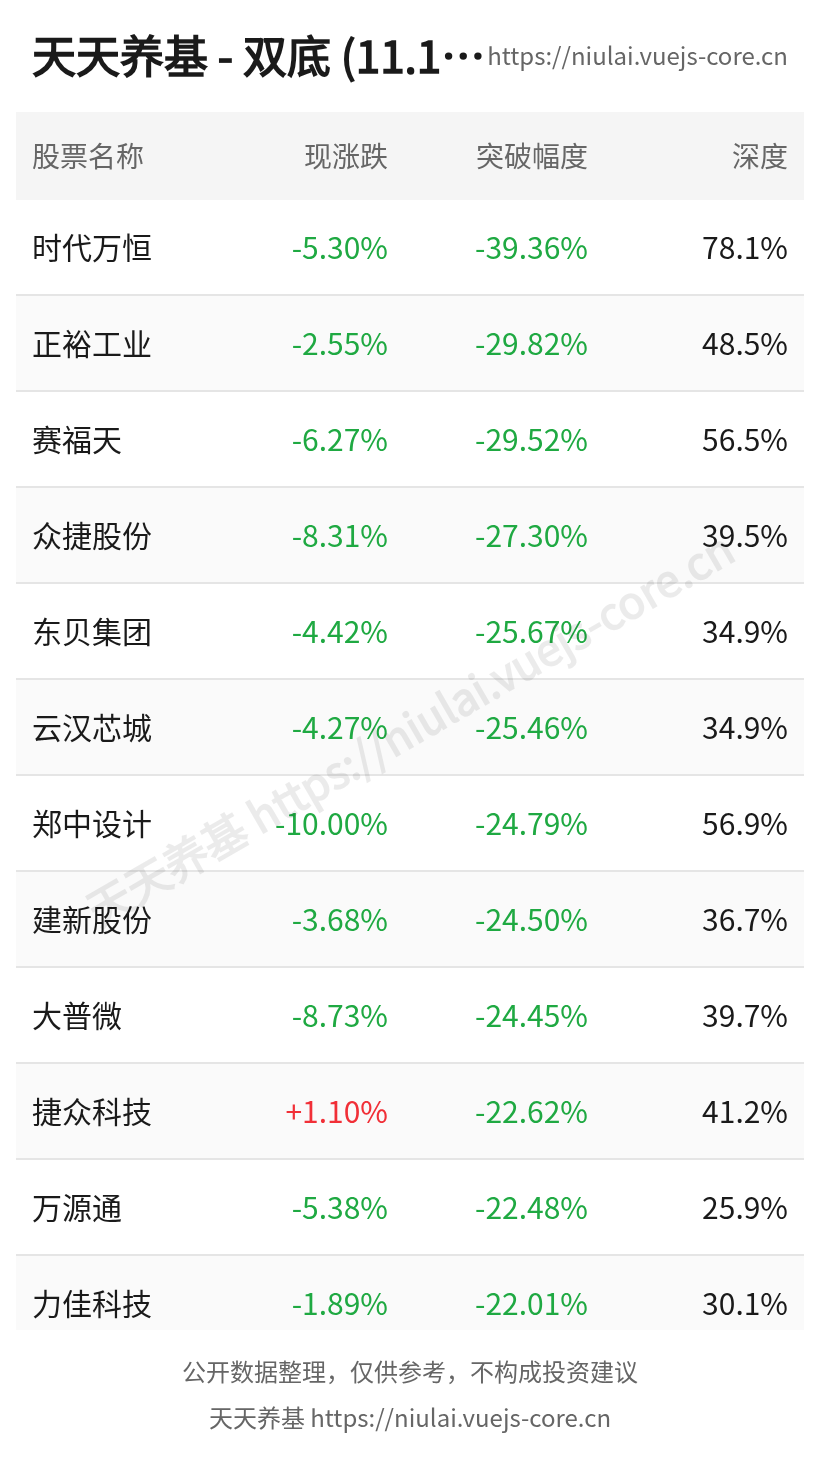 天天养基 - 双底 (11.1… https://niulai.vuejs-core.cn
股票名称 现涨跌 突破幅度 深度
时代万恒 -5.30% -39.36% 78.1%
正裕工业 -2.55% -29.82% 48.5%
赛福天 -6.27% -29.52% 56.5%
众捷股份 -8.31% -27.30% 39.5%
东贝集团 -4.42% -25.67% 34.9%
云汉芯城 -4.27% -25.46% 34.9%
郑中设计 -10.00% -24.79% 56.9%
建新股份 -3.68% -24.50% 36.7%
大普微 -8.73% -24.45% 39.7%
捷众科技 +1.10% -22.62% 41.2%
万源通 -5.38% -22.48% 25.9%
力佳科技 -1.89% -22.01% 30.1%
天天养基 https://niulai.vuejs-core.cn
公开数据整理，仅供参考，不构成投资建议
天天养基 https://niulai.vuejs-core.cn